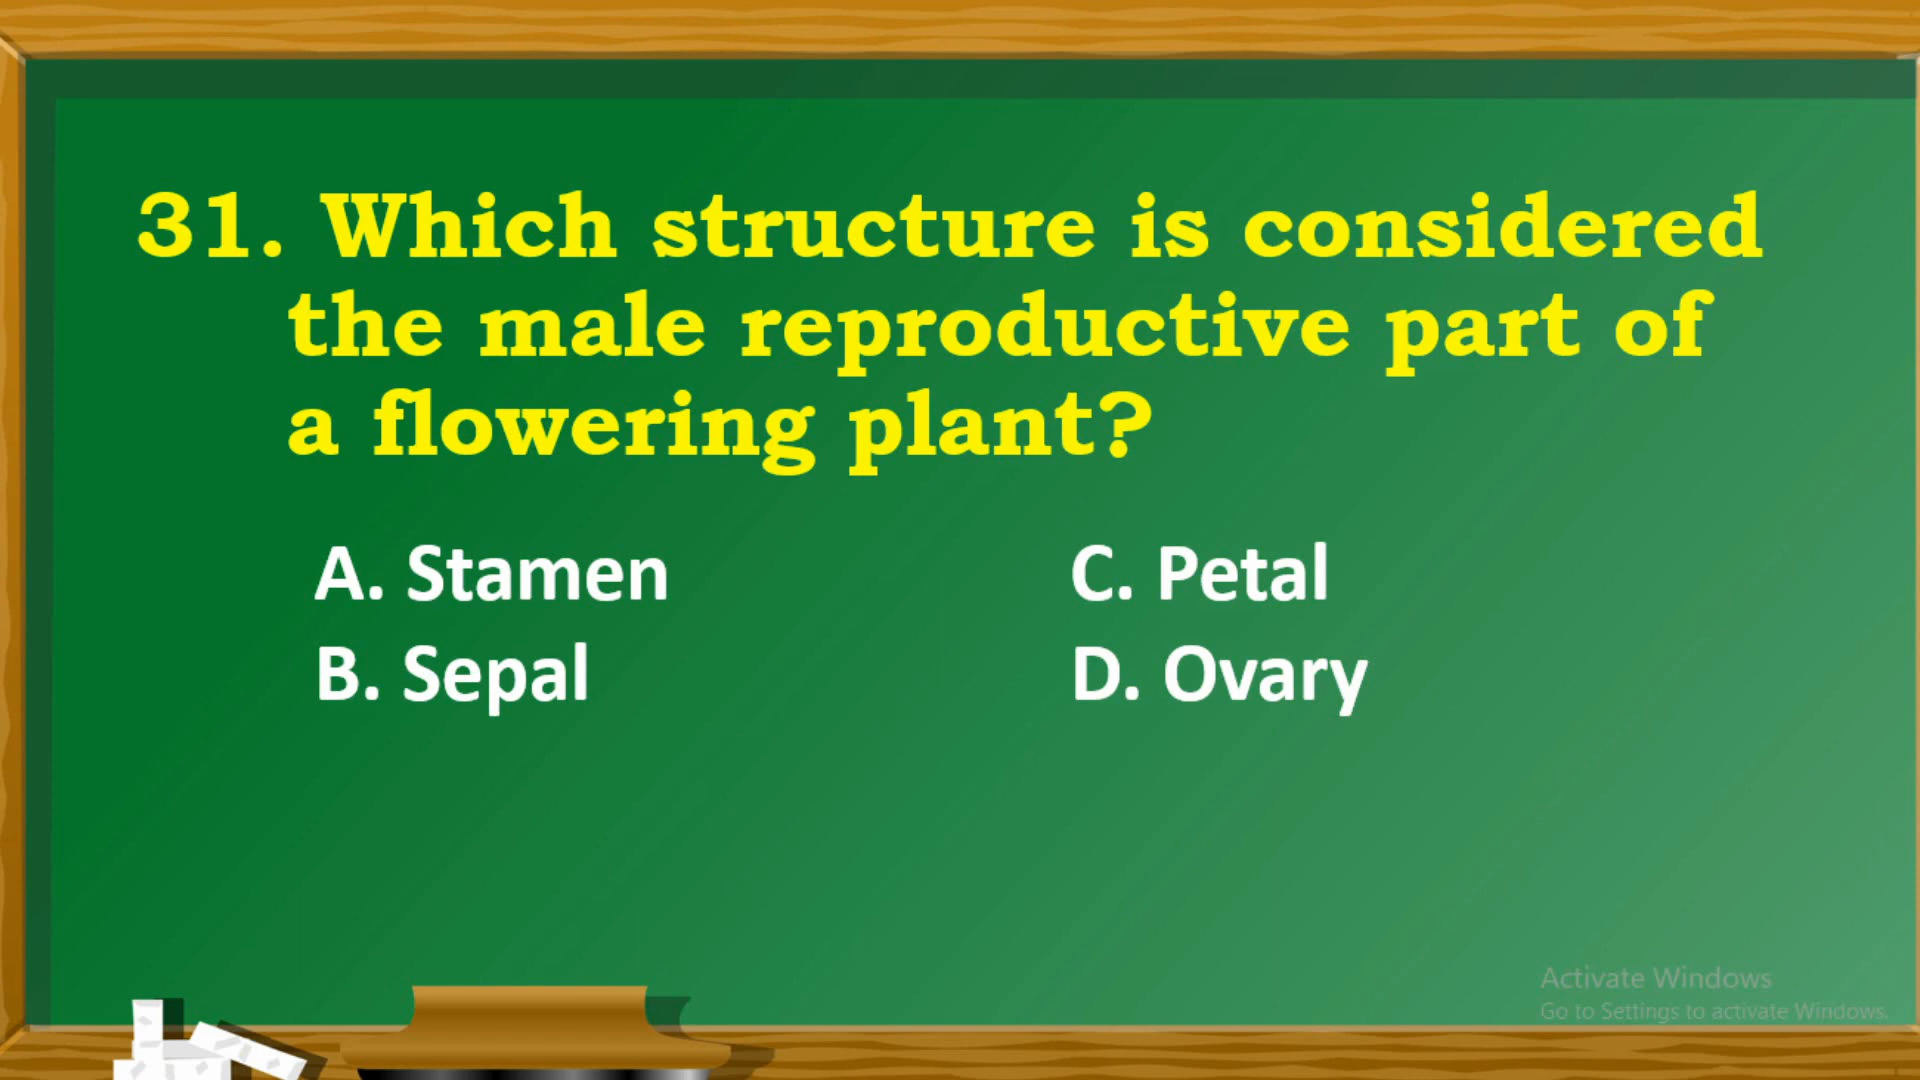 31. Which structure is considered
the male reproductive part of
a flowering plant?
A. Stamen
B. Sepal
C. Petal
D. Ovary
Activate Windows
Go to Settings to activate Windows.